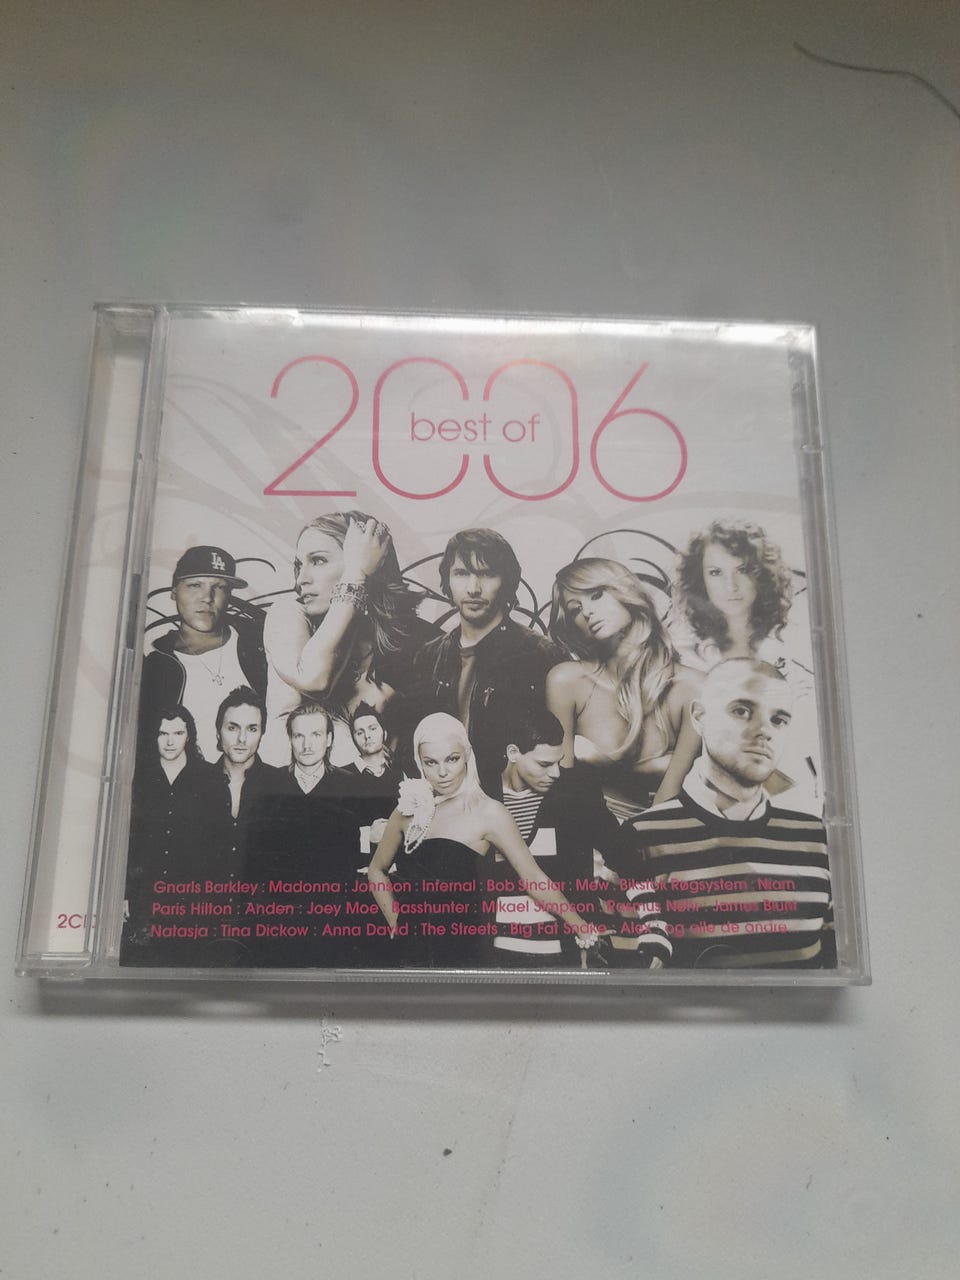 2006
best of
LA
Gnarls Barkley : Madonna : Johnson : Infernal : Bob Sinclar : Mew : Bikstok Røgsystem : Niarn
Paris Hilton : Anden : Joey Moe : Basshunter : Mikael Simpson : Rasmus Nøhr : James Blunt
Natasja : Tina Dickow : Anna David : The Streets : Big Fat Snake : Alex : og alle de andre...
2CD